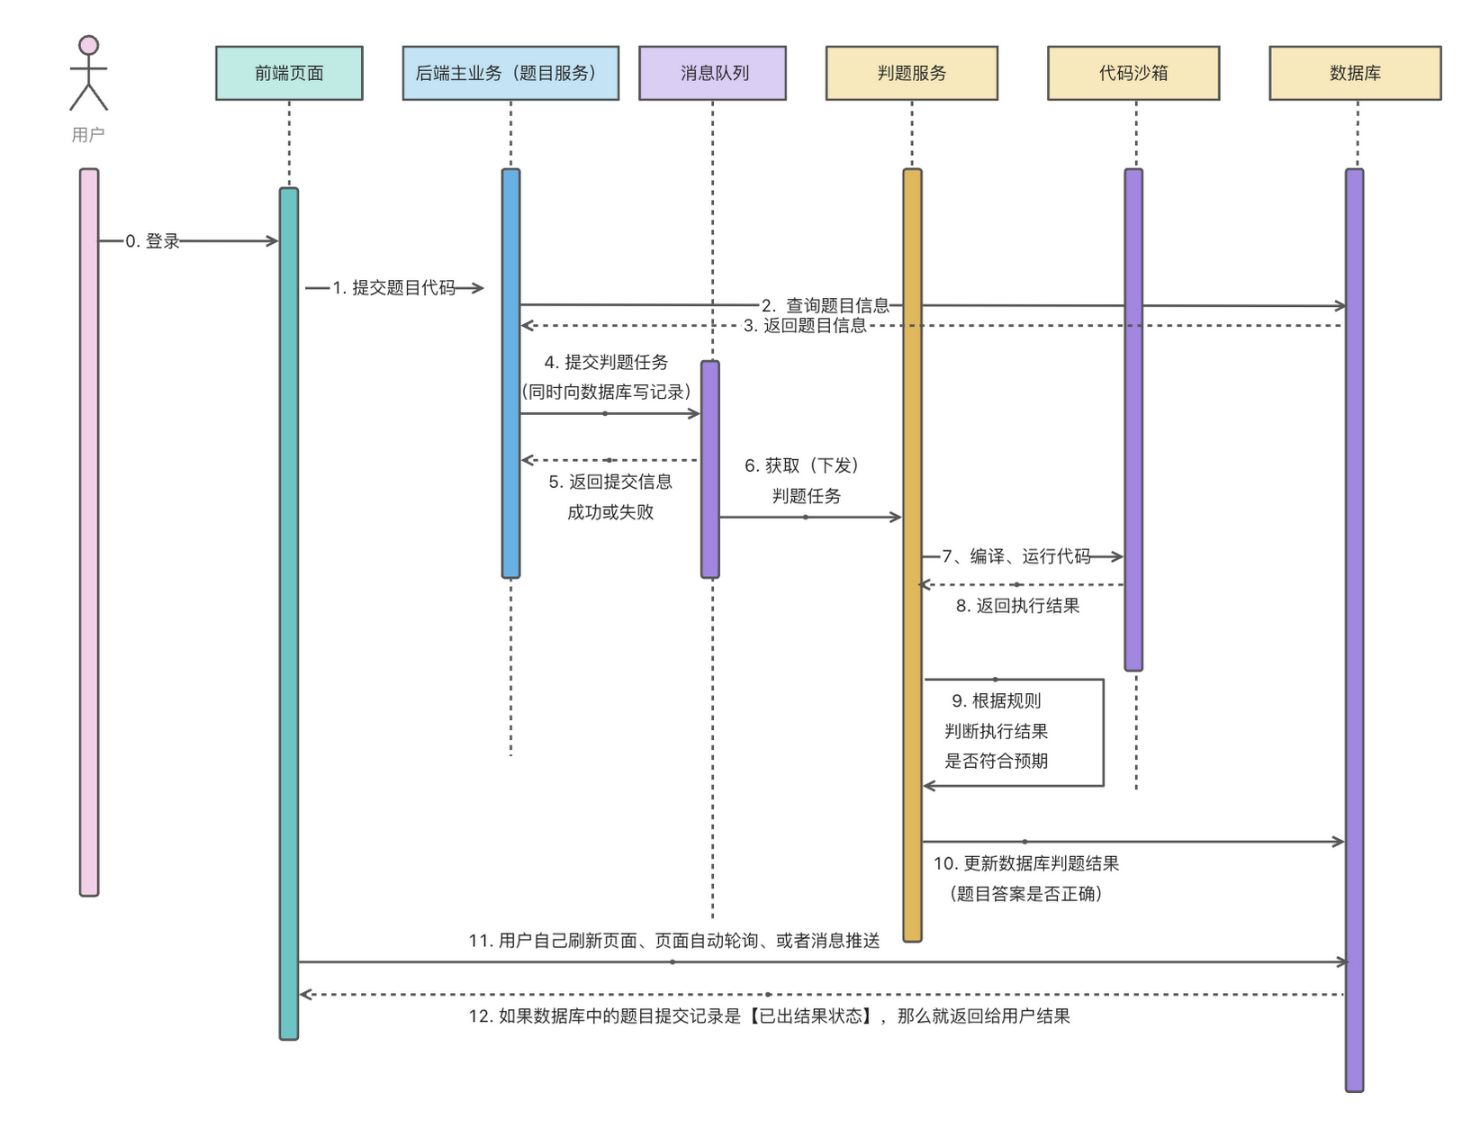 前端页面
后端主业务（题目服务）
消息队列
判题服务
代码沙箱
数据库
用户
0. 登录
1. 提交题目代码
2. 查询题目信息
3. 返回题目信息
4. 提交判题任务
（同时向数据库写记录）
5. 返回提交信息
成功或失败
6. 获取（下发）
判题任务
7、编译、运行代码
8. 返回执行结果
9. 根据规则
判断执行结果
是否符合预期
10. 更新数据库判题结果
（题目答案是否正确）
11. 用户自己刷新页面、页面自动轮询、或者消息推送
12. 如果数据库中的题目提交记录是【已出结果状态】，那么就返回给用户结果